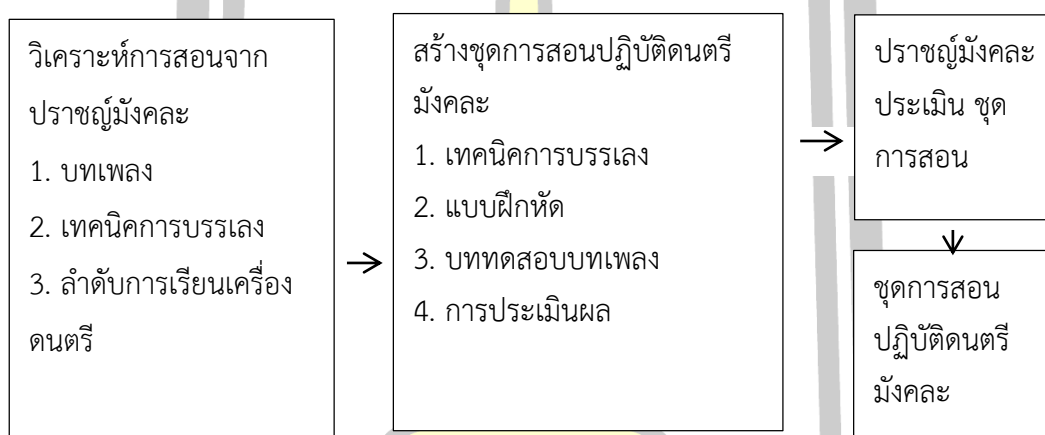 วิเคราะห์การสอนจาก
ปราชญ์มังคละ
1. บทเพลง
2. เทคนิคการบรรเลง
3. ลำดับการเรียนเครื่อง
ดนตรี
สร้างชุดการสอนปฏิบัติดนตรี
มังคละ
1. เทคนิคการบรรเลง
2. แบบฝึกหัด
3. บททดสอบบทเพลง
4. การประเมินผล
ปราชญ์มังคละ
ประเมิน ชุด
การสอน
ชุดการสอน
ปฏิบัติดนตรี
มังคละ